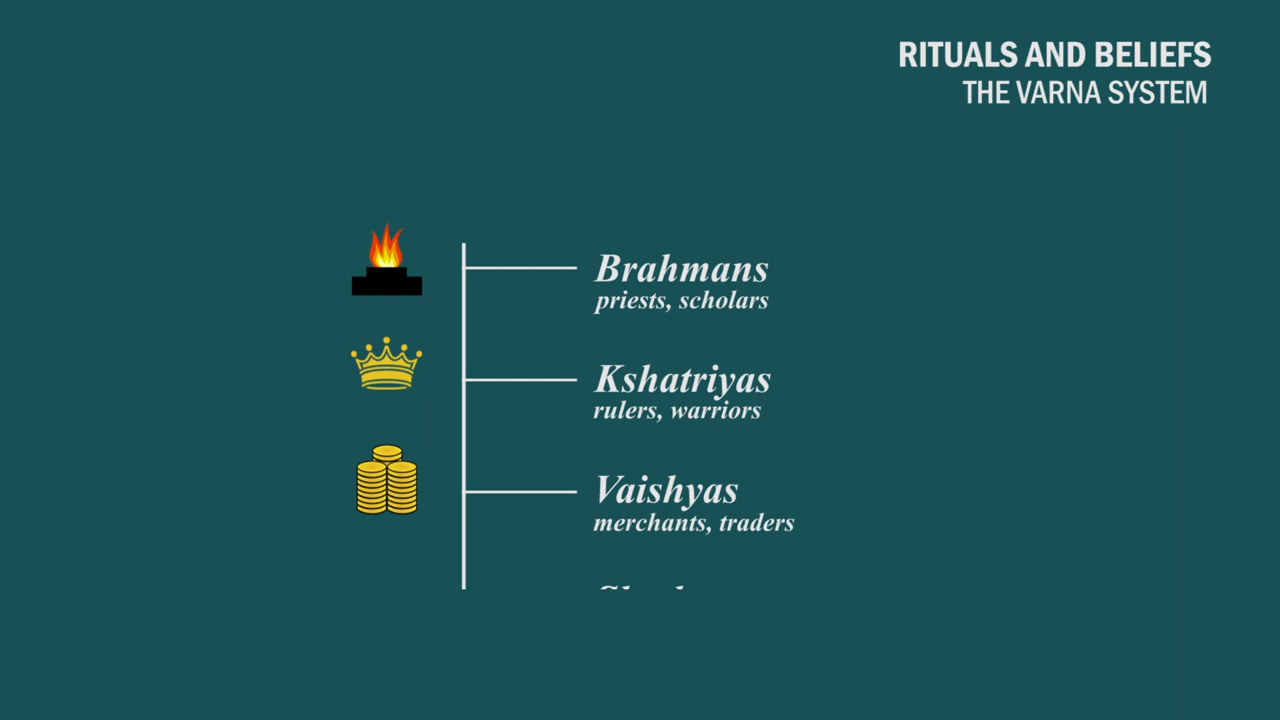 RITUALS AND BELIEFS
THE VARNA SYSTEM
Brahmans
priests, scholars
Kshatriyas
rulers, warriors
Vaishyas
merchants, traders